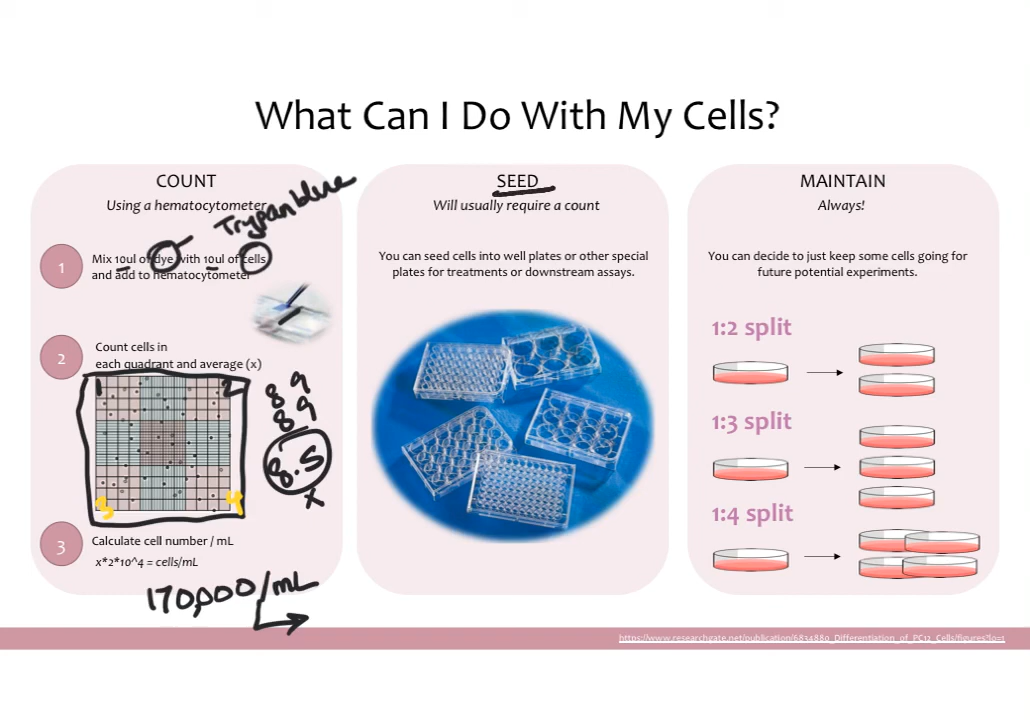 What Can I Do With My Cells?
COUNT
Using a hematocytometer
Trypan blue
1
Mix 10ul of dye with 10ul of cells
and add to hematocytometer
2
Count cells in
each quadrant and average (x)
1 2
3 4
8 9
8 9
8.5
x
3
Calculate cell number / mL
x*2*10^4 = cells/mL
170,000/mL
SEED
Will usually require a count
You can seed cells into well plates or other special
plates for treatments or downstream assays.
MAINTAIN
Always!
You can decide to just keep some cells going for
future potential experiments.
1:2 split
1:3 split
1:4 split
https://www.researchgate.net/publication/6834880_Differentiation_of_PC12_Cells/figures?lo=1